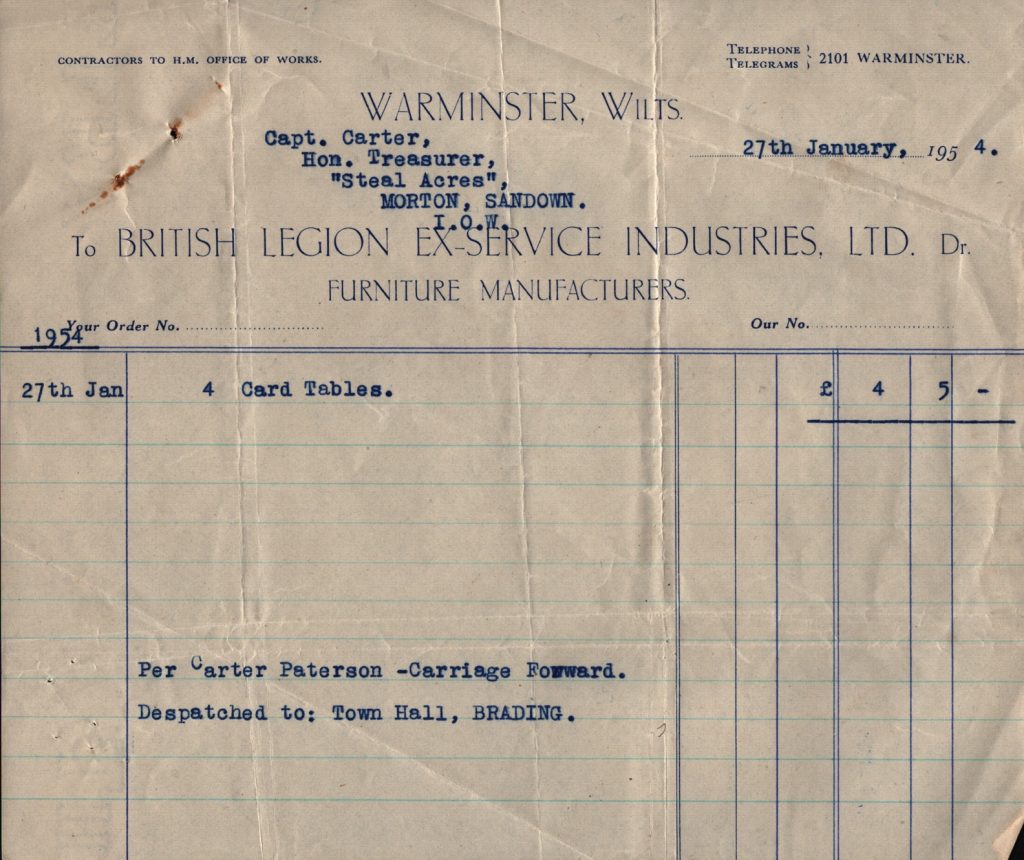 CONTRACTORS TO H.M. OFFICE OF WORKS.
TELEPHONE
TELEGRAMS } 2101 WARMINSTER.
WARMINSTER, WILTS.
Capt. Carter,
27th January, 1954.
Hon. Treasurer,
"Steal Acres",
MORTON, SANDOWN.
I.O.W.
To BRITISH LEGION EX-SERVICE INDUSTRIES, LTD. Dr.
FURNITURE MANUFACTURERS.
Your Order No. Our No.
1954
27th Jan 4 Card Tables. £ 4 5 -
Per Carter Paterson -Carriage Forward.
Despatched to: Town Hall, BRADING.